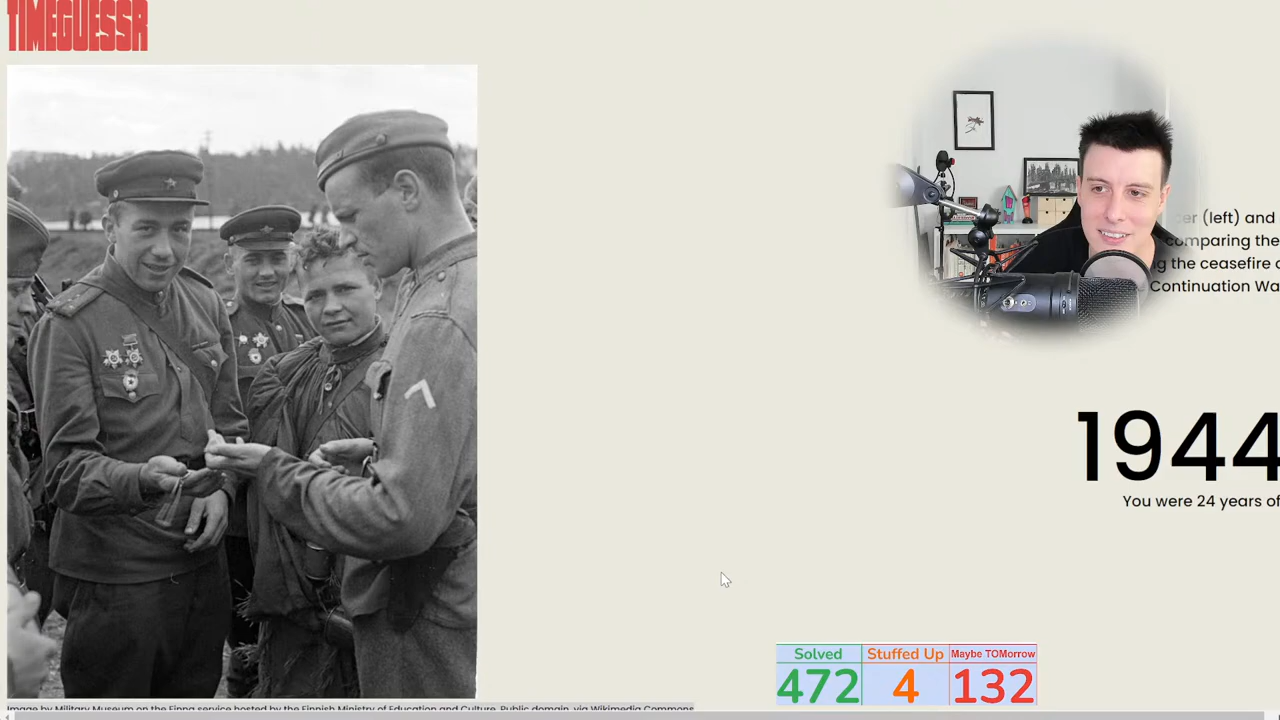 TIMEGUESSR
er (left) and
comparing the
g the ceasefire
Continuation Wa
1944
You were 24 years of
Solved
Stuffed Up
Maybe TOMorrow
472
4
132
Image by Military Museum on the Finna service hosted by the Finnish Ministry of Education and Culture, Public domain, via Wikimedia Commons